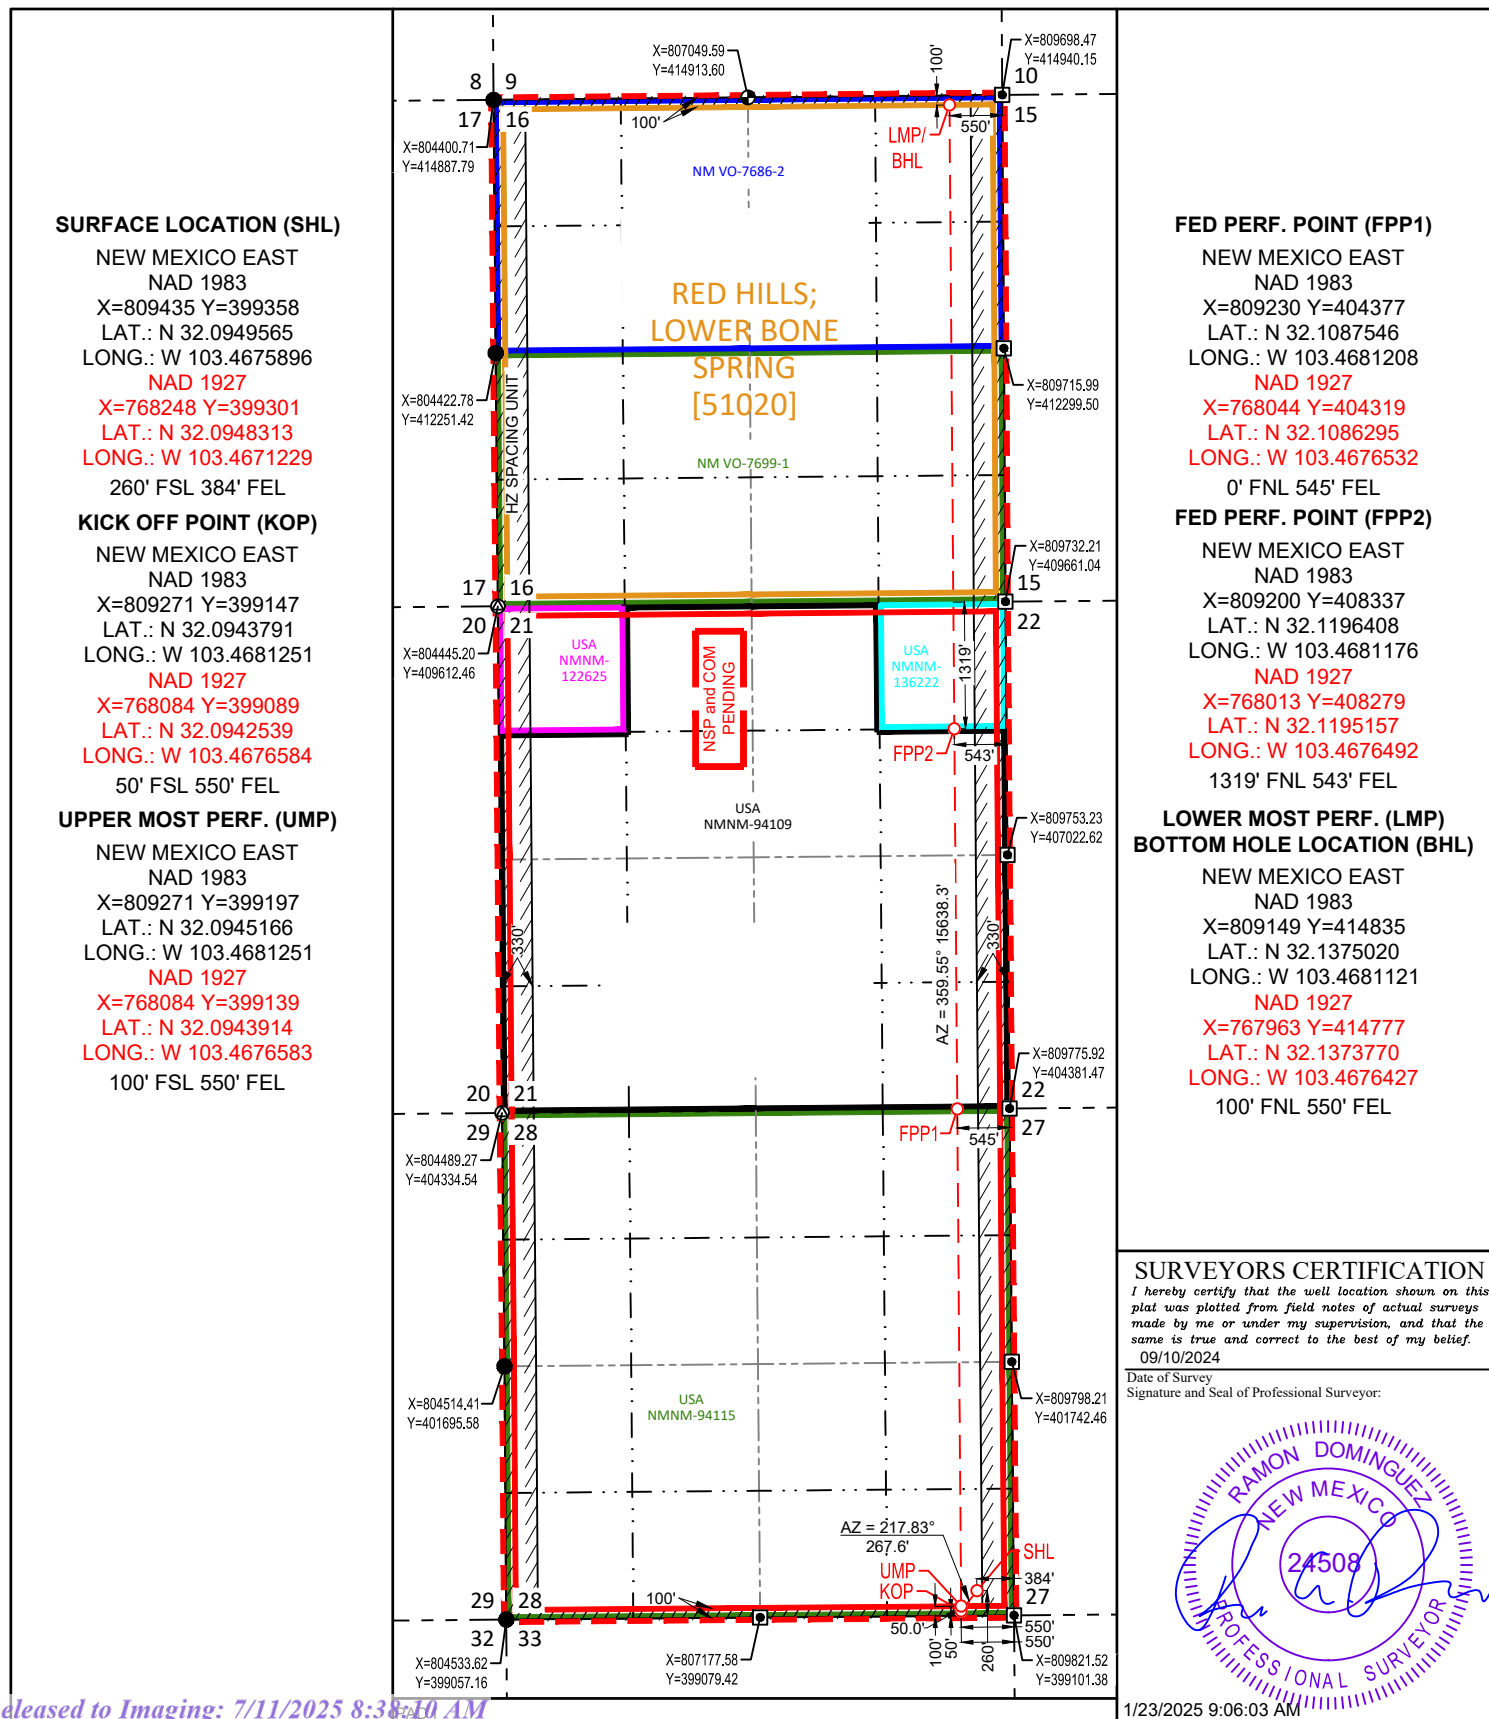 SURFACE LOCATION (SHL)
NEW MEXICO EAST
NAD 1983
X=809435 Y=399358
LAT.: N 32.0949565
LONG.: W 103.4675896
NAD 1927
X=768248 Y=399301
LAT.: N 32.0948313
LONG.: W 103.4671229
260' FSL 384' FEL
KICK OFF POINT (KOP)
NEW MEXICO EAST
NAD 1983
X=809271 Y=399147
LAT.: N 32.0943791
LONG.: W 103.4681251
NAD 1927
X=768084 Y=399089
LAT.: N 32.0942539
LONG.: W 103.4676584
50' FSL 550' FEL
UPPER MOST PERF. (UMP)
NEW MEXICO EAST
NAD 1983
X=809271 Y=399197
LAT.: N 32.0945166
LONG.: W 103.4681251
NAD 1927
X=768084 Y=399139
LAT.: N 32.0943914
LONG.: W 103.4676583
100' FSL 550' FEL
X=807049.59
Y=414913.60
X=809698.47
Y=414940.15
100'
8 9
10
17 16
15
100'
550'
LMP/
BHL
X=804400.71
Y=414887.79
NM VO-7686-2
RED HILLS;
LOWER BONE
SPRING
[51020]
HZ SPACING UNIT
X=804422.78
Y=412251.42
X=809715.99
Y=412299.50
NM VO-7699-1
X=809732.21
Y=409661.04
17 16
15
20 21
22
X=804445.20
Y=409612.46
USA
NMNM-
122625
NSP and COM
PENDING
USA
NMNM-
136222
1319'
FPP2
543'
USA
NMNM-94109
X=809753.23
Y=407022.62
330'
330'
AZ = 359.55° 15638.3'
X=809775.92
Y=404381.47
20 21
22
29 28
27
FPP1
545'
X=804489.27
Y=404334.54
X=804514.41
Y=401695.58
USA
NMNM-94115
X=809798.21
Y=401742.46
AZ = 217.83°
267.6'
SHL
UMP
KOP
384'
29 28
27
100'
50.0'
550'
550'
100'
50'
260'
32 33
X=804533.62
Y=399057.16
X=807177.58
Y=399079.42
X=809821.52
Y=399101.38
FED PERF. POINT (FPP1)
NEW MEXICO EAST
NAD 1983
X=809230 Y=404377
LAT.: N 32.1087546
LONG.: W 103.4681208
NAD 1927
X=768044 Y=404319
LAT.: N 32.1086295
LONG.: W 103.4676532
0' FNL 545' FEL
FED PERF. POINT (FPP2)
NEW MEXICO EAST
NAD 1983
X=809200 Y=408337
LAT.: N 32.1196408
LONG.: W 103.4681176
NAD 1927
X=768013 Y=408279
LAT.: N 32.1195157
LONG.: W 103.4676492
1319' FNL 543' FEL
LOWER MOST PERF. (LMP)
BOTTOM HOLE LOCATION (BHL)
NEW MEXICO EAST
NAD 1983
X=809149 Y=414835
LAT.: N 32.1375020
LONG.: W 103.4681121
NAD 1927
X=767963 Y=414777
LAT.: N 32.1373770
LONG.: W 103.4676427
100' FNL 550' FEL
SURVEYORS CERTIFICATION
I hereby certify that the well location shown on this
plat was plotted from field notes of actual surveys
made by me or under my supervision, and that the
same is true and correct to the best of my belief.
09/10/2024
Date of Survey
Signature and Seal of Professional Surveyor:
RAMON DOMINGUEZ
NEW MEXICO
24508
PROFESSIONAL SURVEYOR
1/23/2025 9:06:03 AM
eleased to Imaging: 7/11/2025 8:38:10 AM